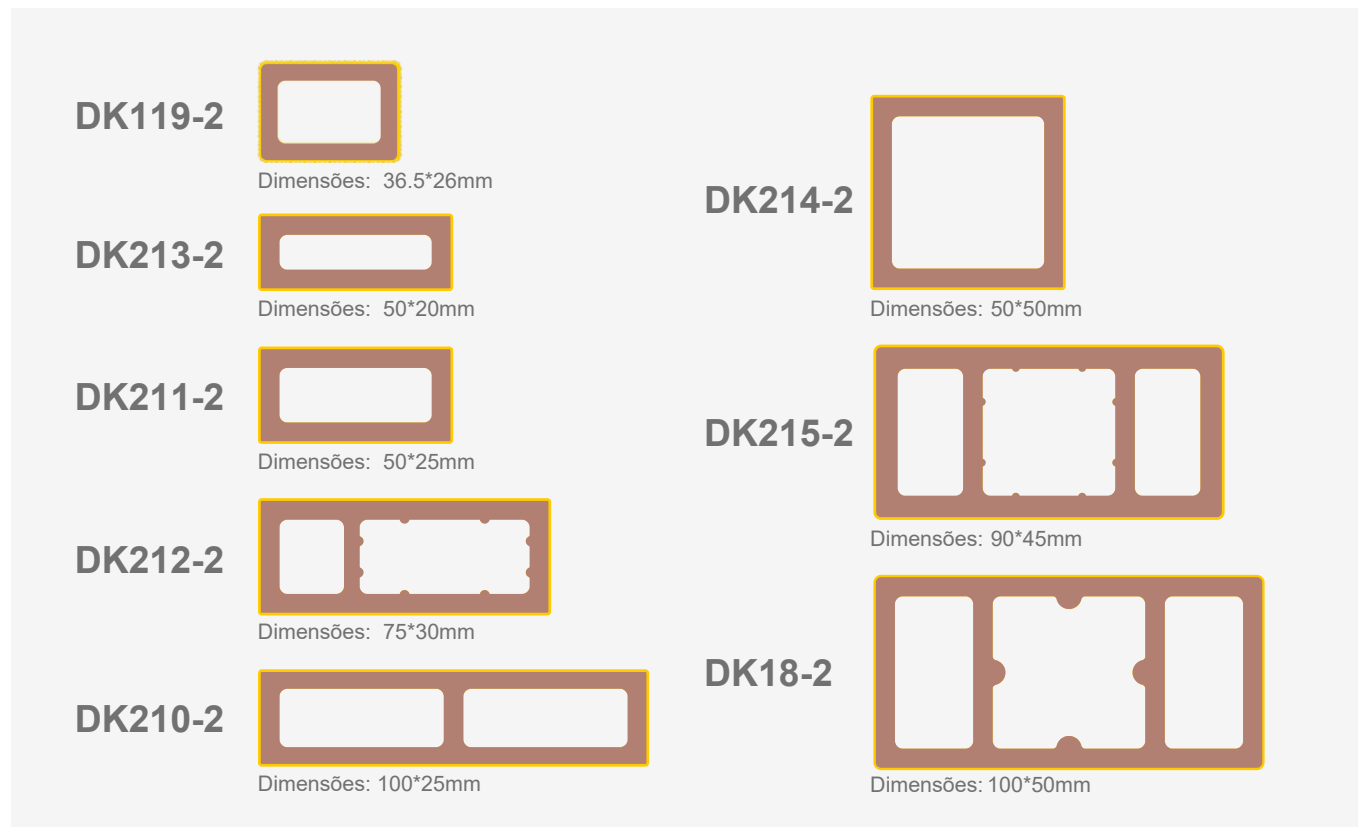 DK119-2
Dimensões: 36.5*26mm
DK213-2
Dimensões: 50*20mm
DK211-2
Dimensões: 50*25mm
DK212-2
Dimensões: 75*30mm
DK210-2
Dimensões: 100*25mm
DK214-2
Dimensões: 50*50mm
DK215-2
Dimensões: 90*45mm
DK18-2
Dimensões: 100*50mm